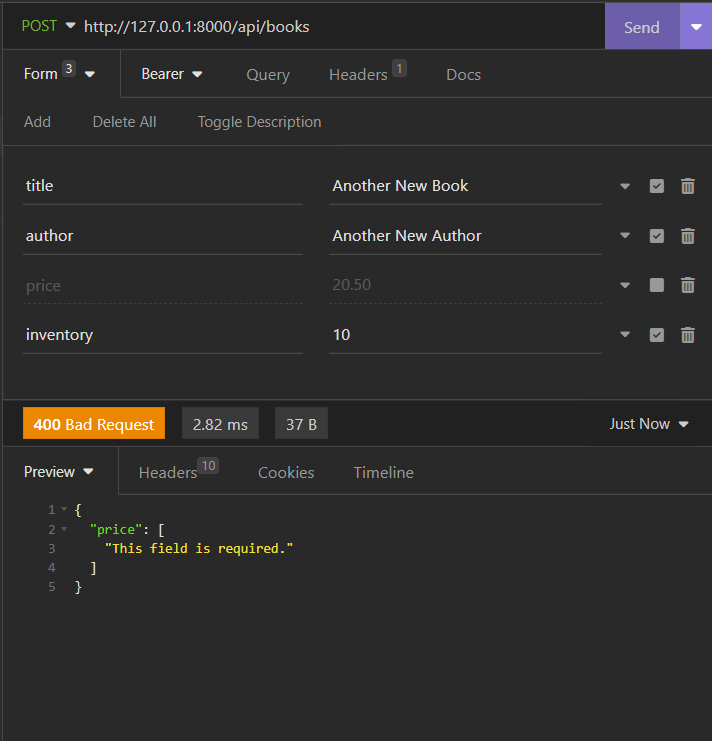 POST http://127.0.0.1:8000/api/books Send
Form 3 Bearer Query Headers 1 Docs
Add Delete All Toggle Description
title Another New Book
author Another New Author
price 20.50
inventory 10
400 Bad Request 2.82 ms 37 B Just Now
Preview Headers 10 Cookies Timeline
1 {
2 "price": [
3 "This field is required."
4 ]
5 }